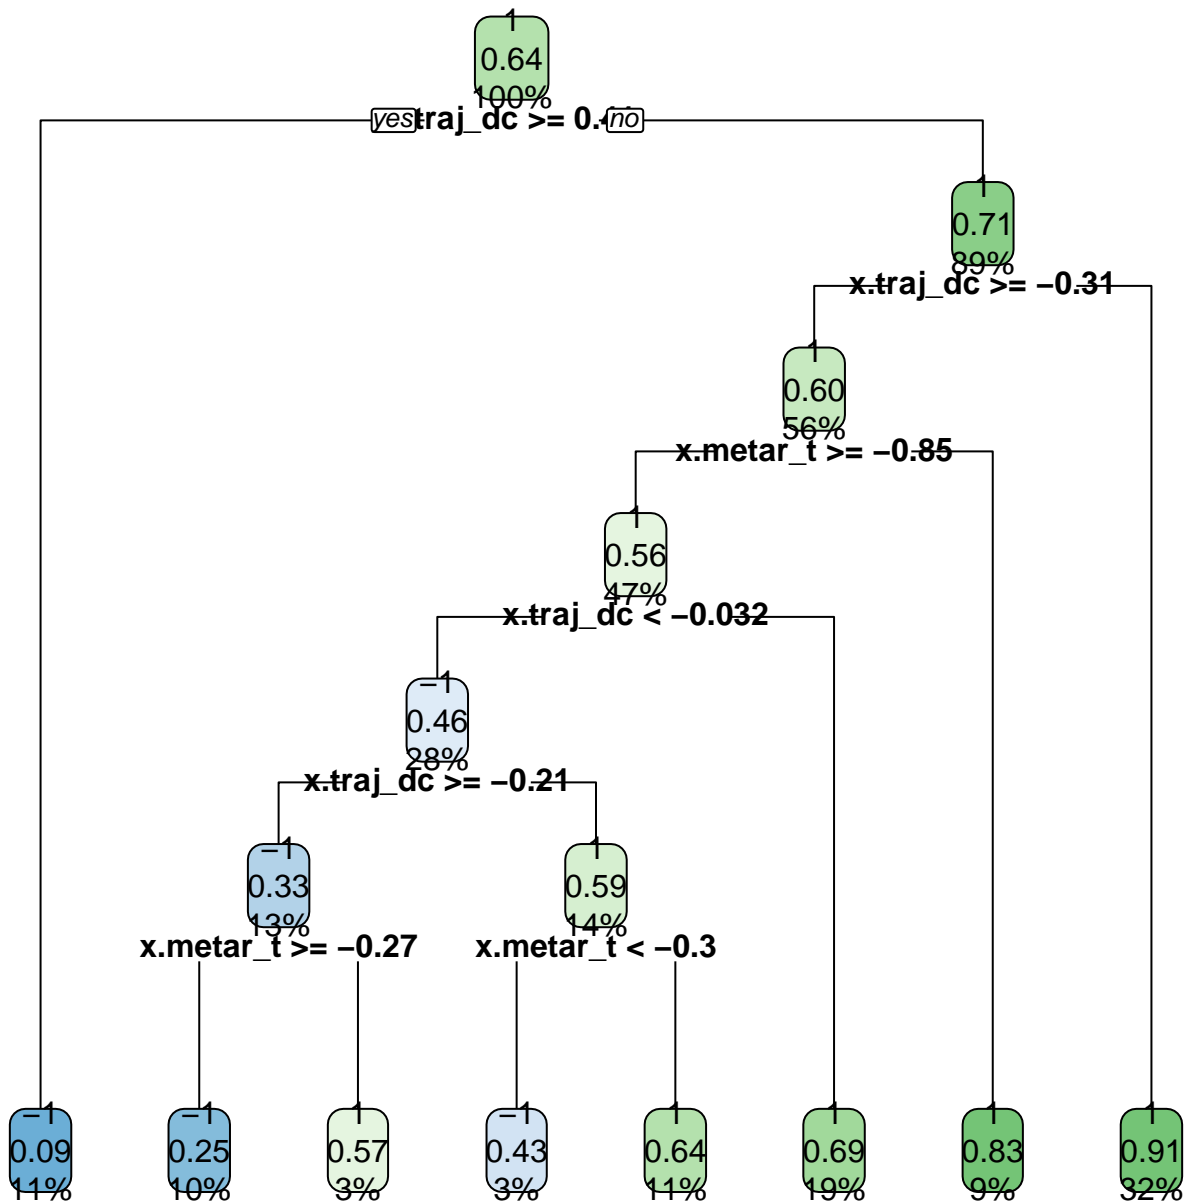 1
0.64
100%
yes traj_dc >= 0. no
1
0.71
89%
x.traj_dc >= −0.31
1
0.60
56%
x.metar_t >= −0.85
1
0.56
47%
x.traj_dc < −0.032
−1
0.46
28%
x.traj_dc >= −0.21
−1 1
0.33 0.59
13% 14%
x.metar_t >= −0.27 x.metar_t < −0.3
−1 −1 1 −1 1 1 1 1
0.09 0.25 0.57 0.43 0.64 0.69 0.83 0.91
11% 10% 3% 3% 11% 19% 9% 32%